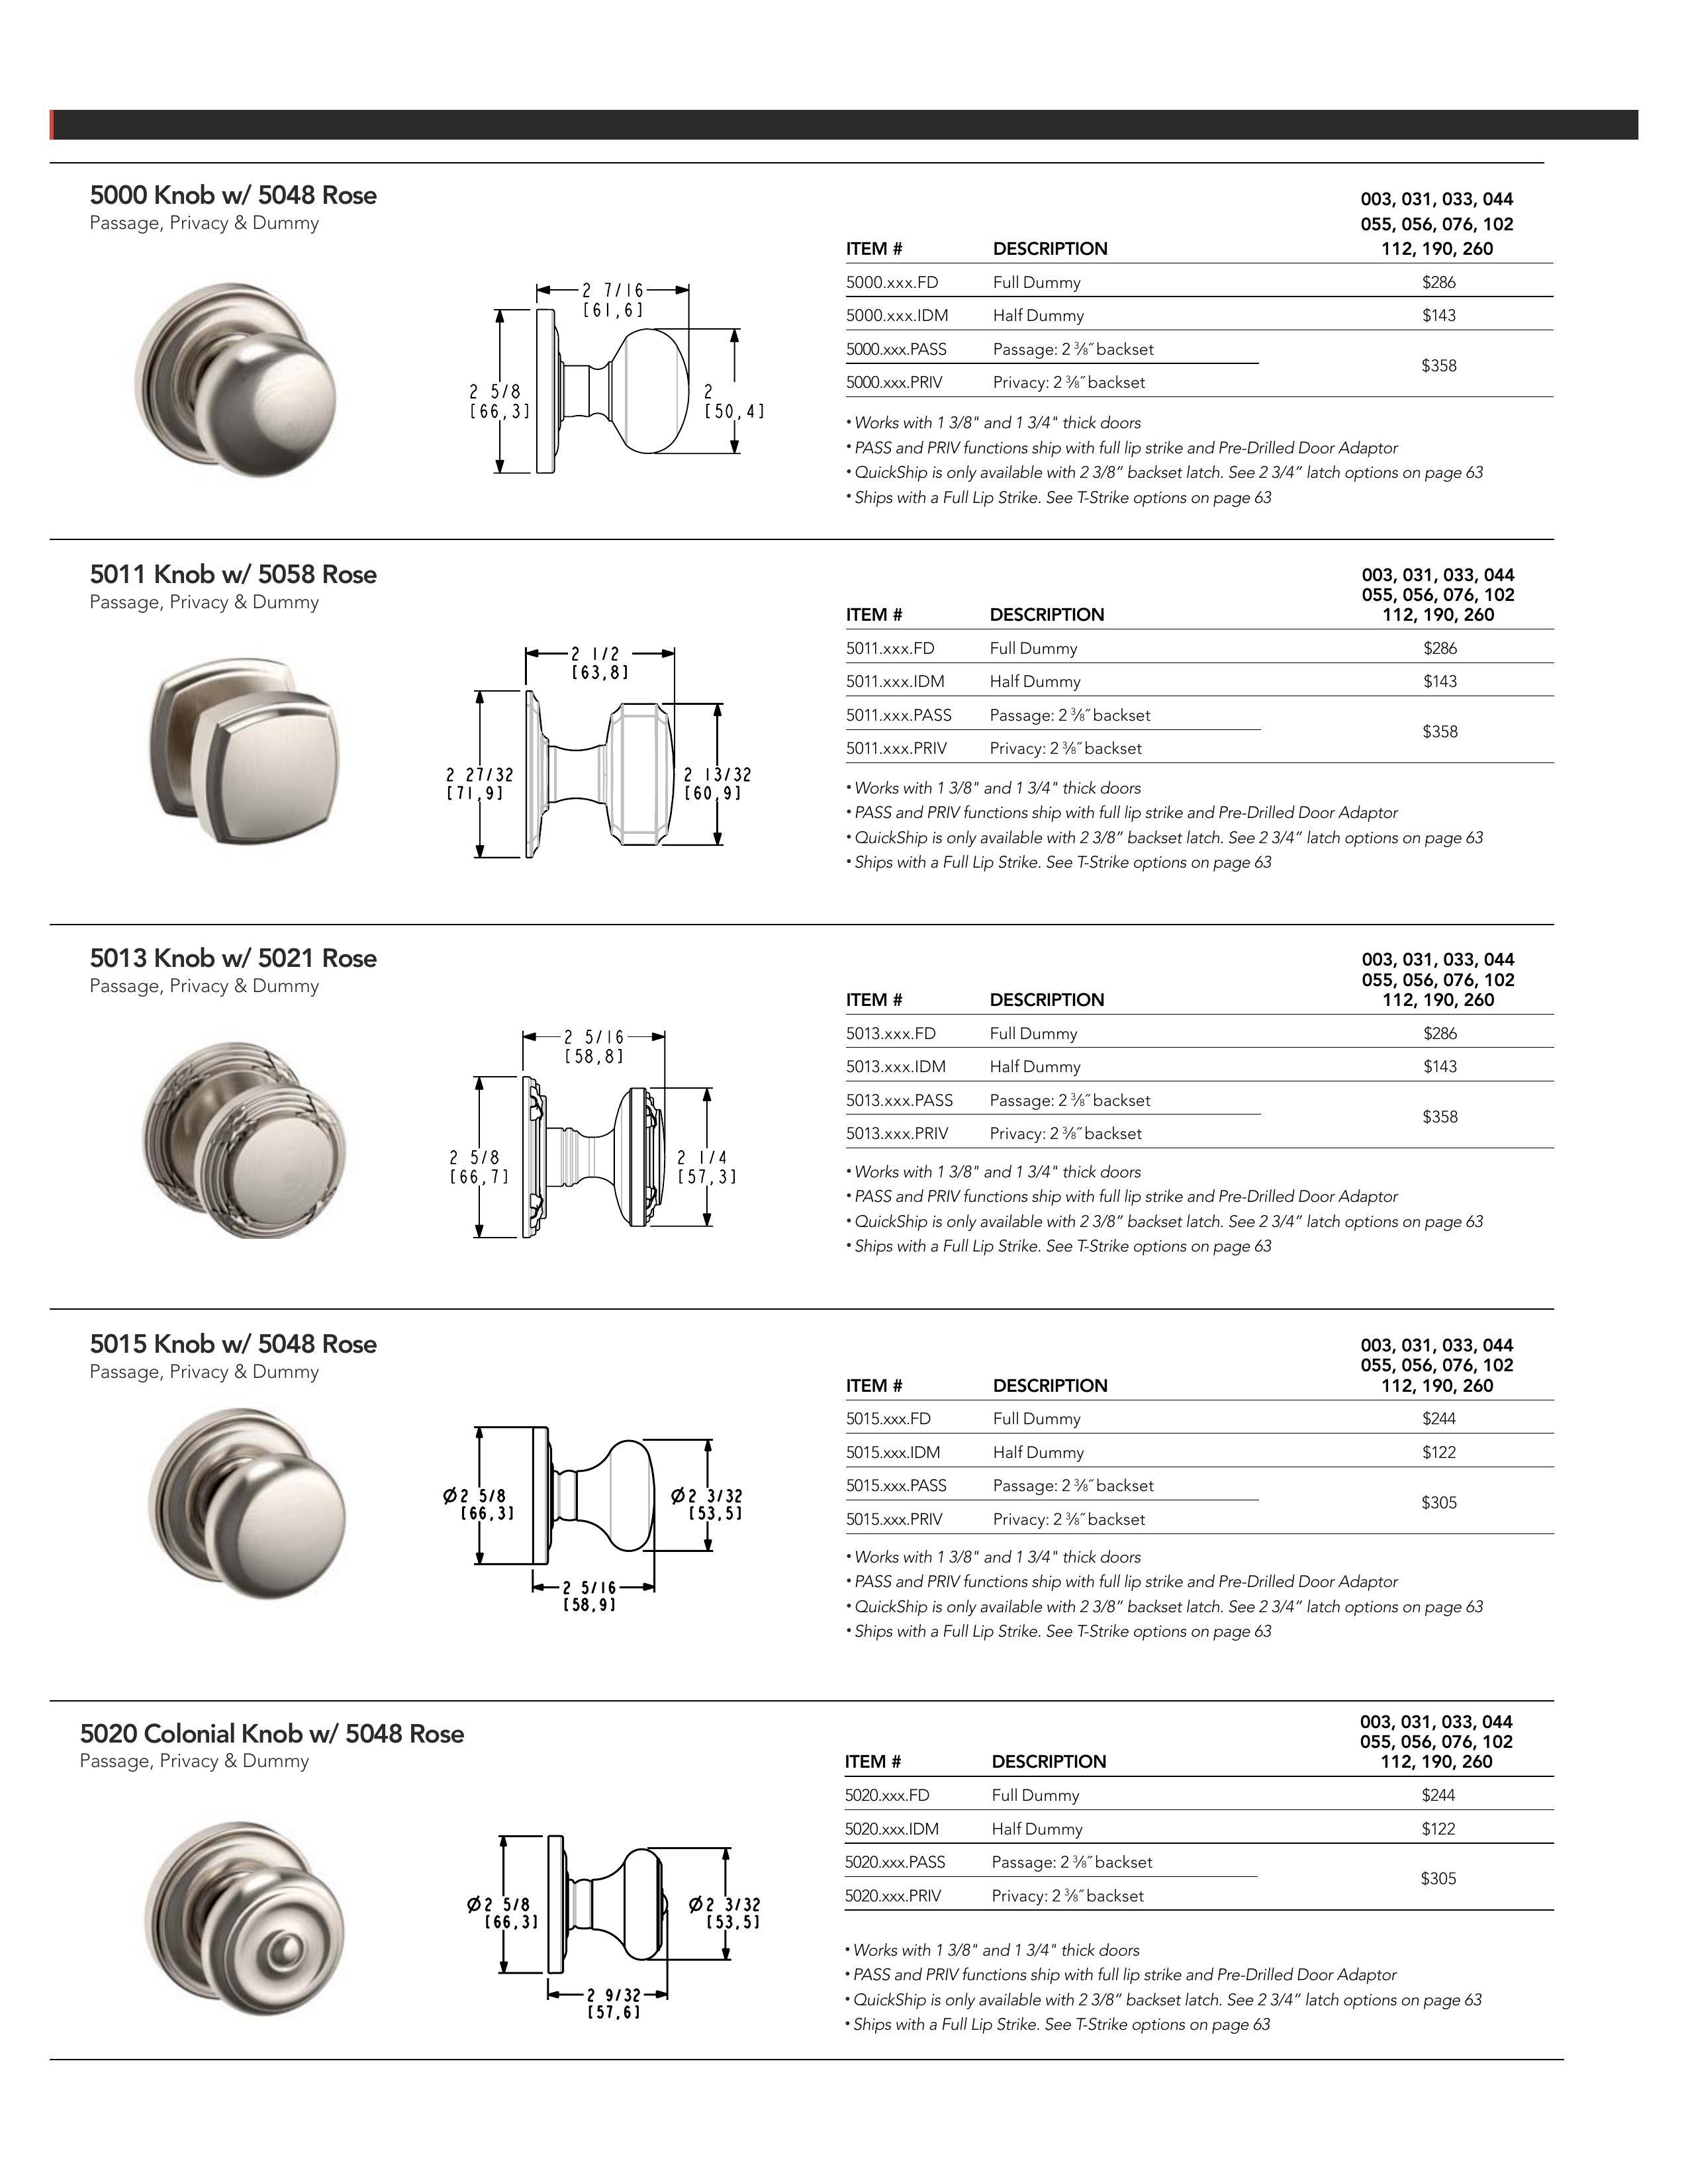 5000 Knob w/ 5048 Rose
Passage, Privacy & Dummy
2 7/16
[61,6]
2 5/8
[66,3]
2
[50,4]
003, 031, 033, 044
055, 056, 076, 102
ITEM # DESCRIPTION 112, 190, 260
5000.xxx.FD Full Dummy $286
5000.xxx.IDM Half Dummy $143
5000.xxx.PASS Passage: 2 ⅜˝ backset
$358
5000.xxx.PRIV Privacy: 2 ⅜˝ backset
• Works with 1 3/8" and 1 3/4" thick doors
• PASS and PRIV functions ship with full lip strike and Pre-Drilled Door Adaptor
• QuickShip is only available with 2 3/8” backset latch. See 2 3/4” latch options on page 63
• Ships with a Full Lip Strike. See T-Strike options on page 63
5011 Knob w/ 5058 Rose
Passage, Privacy & Dummy
2 1/2
[63,8]
2 27/32
[71,9]
2 13/32
[60,9]
003, 031, 033, 044
055, 056, 076, 102
ITEM # DESCRIPTION 112, 190, 260
5011.xxx.FD Full Dummy $286
5011.xxx.IDM Half Dummy $143
5011.xxx.PASS Passage: 2 ⅜˝ backset
$358
5011.xxx.PRIV Privacy: 2 ⅜˝ backset
• Works with 1 3/8" and 1 3/4" thick doors
• PASS and PRIV functions ship with full lip strike and Pre-Drilled Door Adaptor
• QuickShip is only available with 2 3/8” backset latch. See 2 3/4” latch options on page 63
• Ships with a Full Lip Strike. See T-Strike options on page 63
5013 Knob w/ 5021 Rose
Passage, Privacy & Dummy
2 5/16
[58,8]
2 5/8
[66,7]
2 1/4
[57,3]
003, 031, 033, 044
055, 056, 076, 102
ITEM # DESCRIPTION 112, 190, 260
5013.xxx.FD Full Dummy $286
5013.xxx.IDM Half Dummy $143
5013.xxx.PASS Passage: 2 ⅜˝ backset
$358
5013.xxx.PRIV Privacy: 2 ⅜˝ backset
• Works with 1 3/8" and 1 3/4" thick doors
• PASS and PRIV functions ship with full lip strike and Pre-Drilled Door Adaptor
• QuickShip is only available with 2 3/8” backset latch. See 2 3/4” latch options on page 63
• Ships with a Full Lip Strike. See T-Strike options on page 63
5015 Knob w/ 5048 Rose
Passage, Privacy & Dummy
Ø2 5/8
[66,3]
Ø2 3/32
[53,5]
2 5/16
[58,9]
003, 031, 033, 044
055, 056, 076, 102
ITEM # DESCRIPTION 112, 190, 260
5015.xxx.FD Full Dummy $244
5015.xxx.IDM Half Dummy $122
5015.xxx.PASS Passage: 2 ⅜˝ backset
$305
5015.xxx.PRIV Privacy: 2 ⅜˝ backset
• Works with 1 3/8" and 1 3/4" thick doors
• PASS and PRIV functions ship with full lip strike and Pre-Drilled Door Adaptor
• QuickShip is only available with 2 3/8” backset latch. See 2 3/4” latch options on page 63
• Ships with a Full Lip Strike. See T-Strike options on page 63
5020 Colonial Knob w/ 5048 Rose
Passage, Privacy & Dummy
Ø2 5/8
[66,3]
Ø2 3/32
[53,5]
2 9/32
[57,6]
003, 031, 033, 044
055, 056, 076, 102
ITEM # DESCRIPTION 112, 190, 260
5020.xxx.FD Full Dummy $244
5020.xxx.IDM Half Dummy $122
5020.xxx.PASS Passage: 2 ⅜˝ backset
$305
5020.xxx.PRIV Privacy: 2 ⅜˝ backset
• Works with 1 3/8" and 1 3/4" thick doors
• PASS and PRIV functions ship with full lip strike and Pre-Drilled Door Adaptor
• QuickShip is only available with 2 3/8” backset latch. See 2 3/4” latch options on page 63
• Ships with a Full Lip Strike. See T-Strike options on page 63